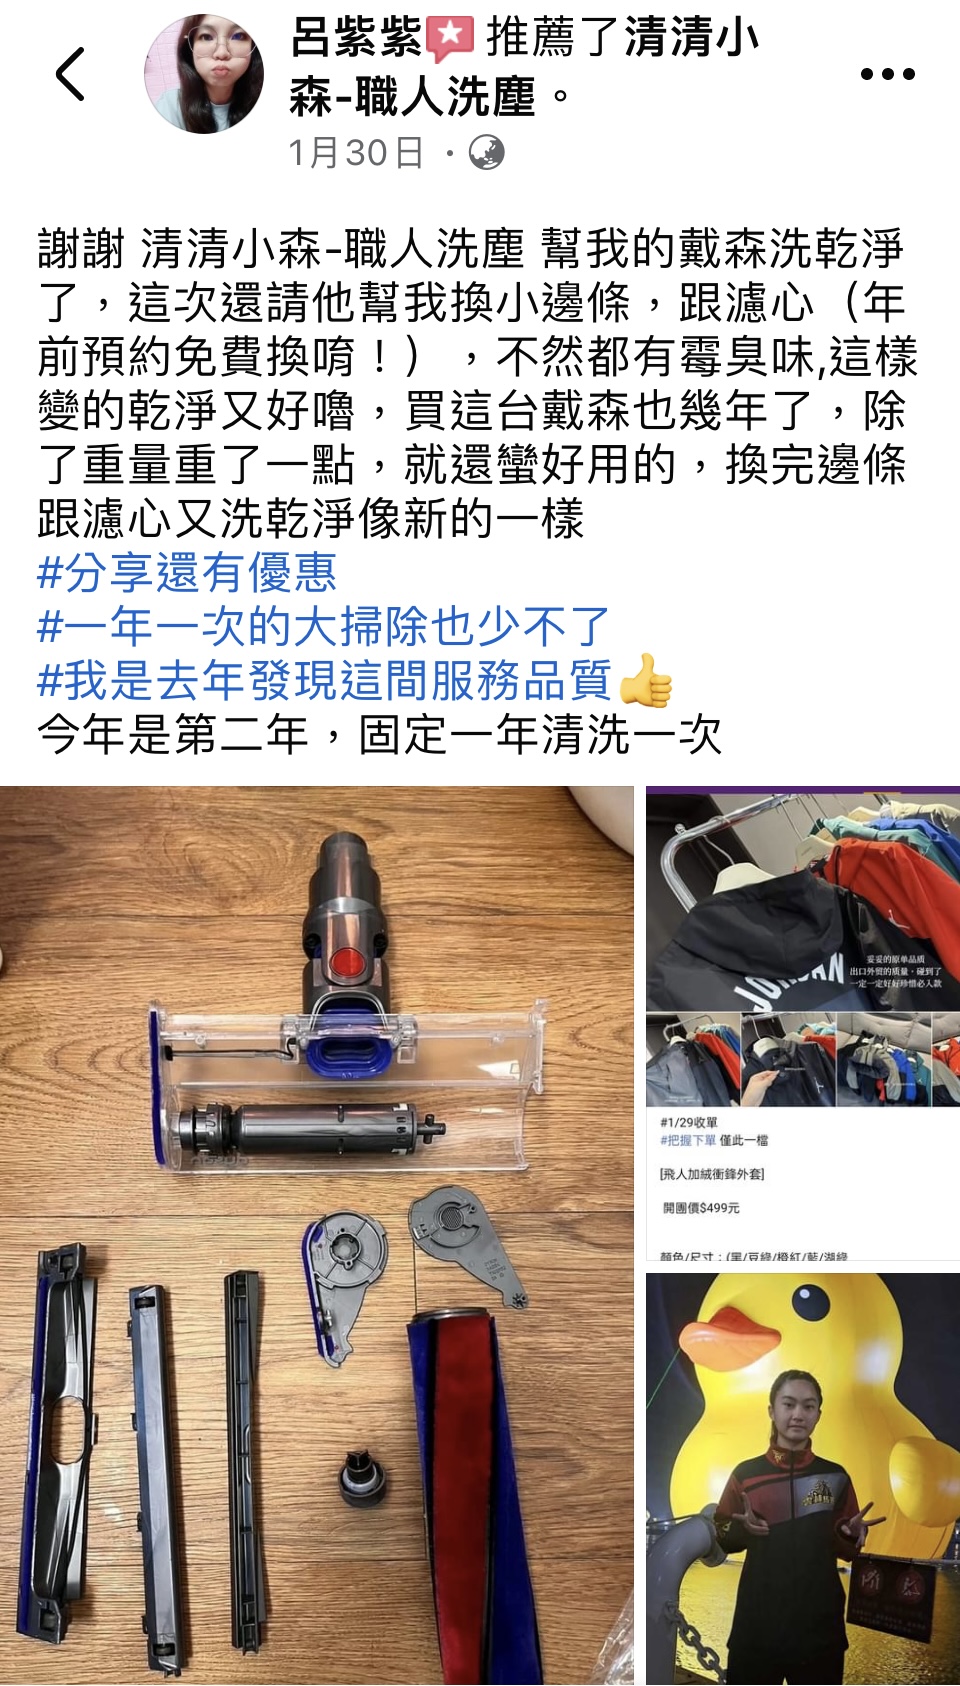 呂紫紫 推薦了清清小
森-職人洗塵。
1月30日 ·
謝謝 清清小森-職人洗塵 幫我的戴森洗乾淨
了，這次還請他幫我換小邊條，跟濾心（年
前預約免費換唷！），不然都有霉臭味,這樣
變的乾淨又好嚕，買這台戴森也幾年了，除
了重量重了一點，就還蠻好用的，換完邊條
跟濾心又洗乾淨像新的一樣
#分享還有優惠
#一年一次的大掃除也少不了
#我是去年發現這間服務品質👍
今年是第二年，固定一年清洗一次
JORDAN
妥妥的原单品质
出口外贸的质量，碰到了
一定一定好好珍惜必入款
#1/29收單
#把握下單 僅此一檔
[飛人加絨衝鋒外套]
開團價$499元
顏色/尺寸：(黑/豆綠/橙紅/藍/湖綠